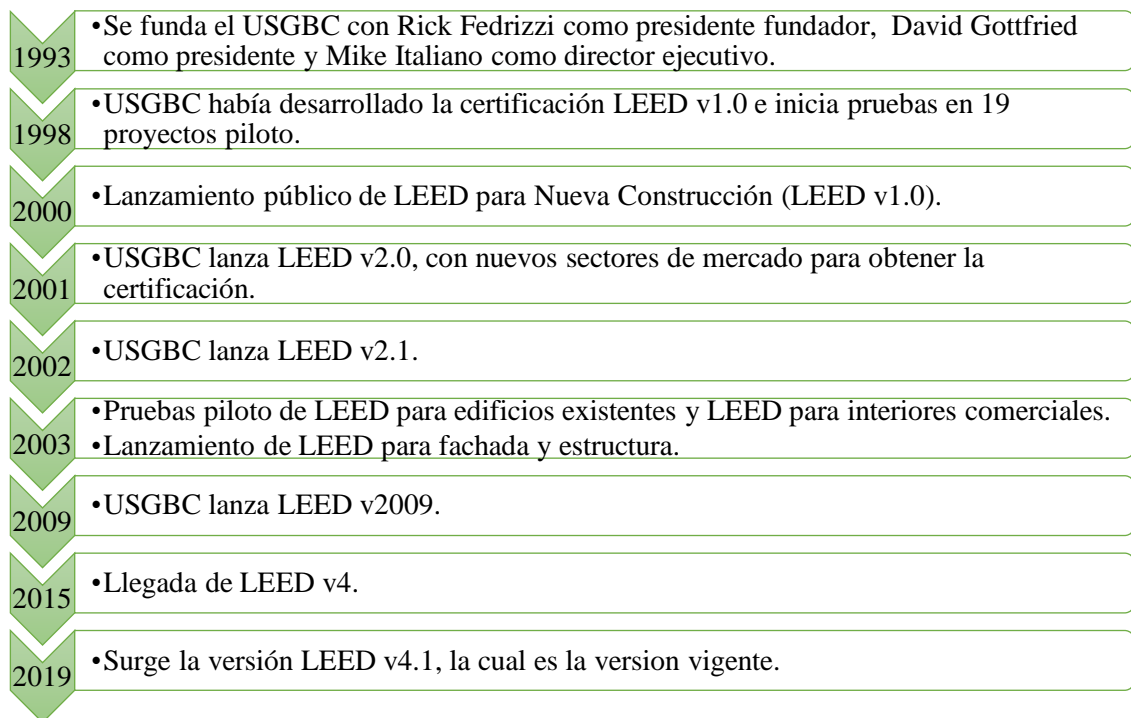 1993
•Se funda el USGBC con Rick Fedrizzi como presidente fundador, David Gottfried
como presidente y Mike Italiano como director ejecutivo.
1998
•USGBC había desarrollado la certificación LEED v1.0 e inicia pruebas en 19
proyectos piloto.
2000
•Lanzamiento público de LEED para Nueva Construcción (LEED v1.0).
2001
•USGBC lanza LEED v2.0, con nuevos sectores de mercado para obtener la
certificación.
2002
•USGBC lanza LEED v2.1.
2003
•Pruebas piloto de LEED para edificios existentes y LEED para interiores comerciales.
•Lanzamiento de LEED para fachada y estructura.
2009
•USGBC lanza LEED v2009.
2015
•Llegada de LEED v4.
2019
•Surge la versión LEED v4.1, la cual es la version vigente.